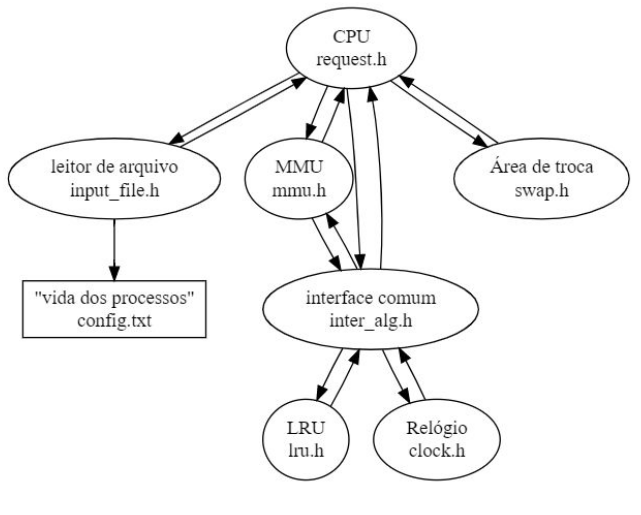 CPU
request.h
leitor de arquivo
input_file.h
MMU
mmu.h
Área de troca
swap.h
"vida dos processos"
config.txt
interface comum
inter_alg.h
LRU
lru.h
Relógio
clock.h